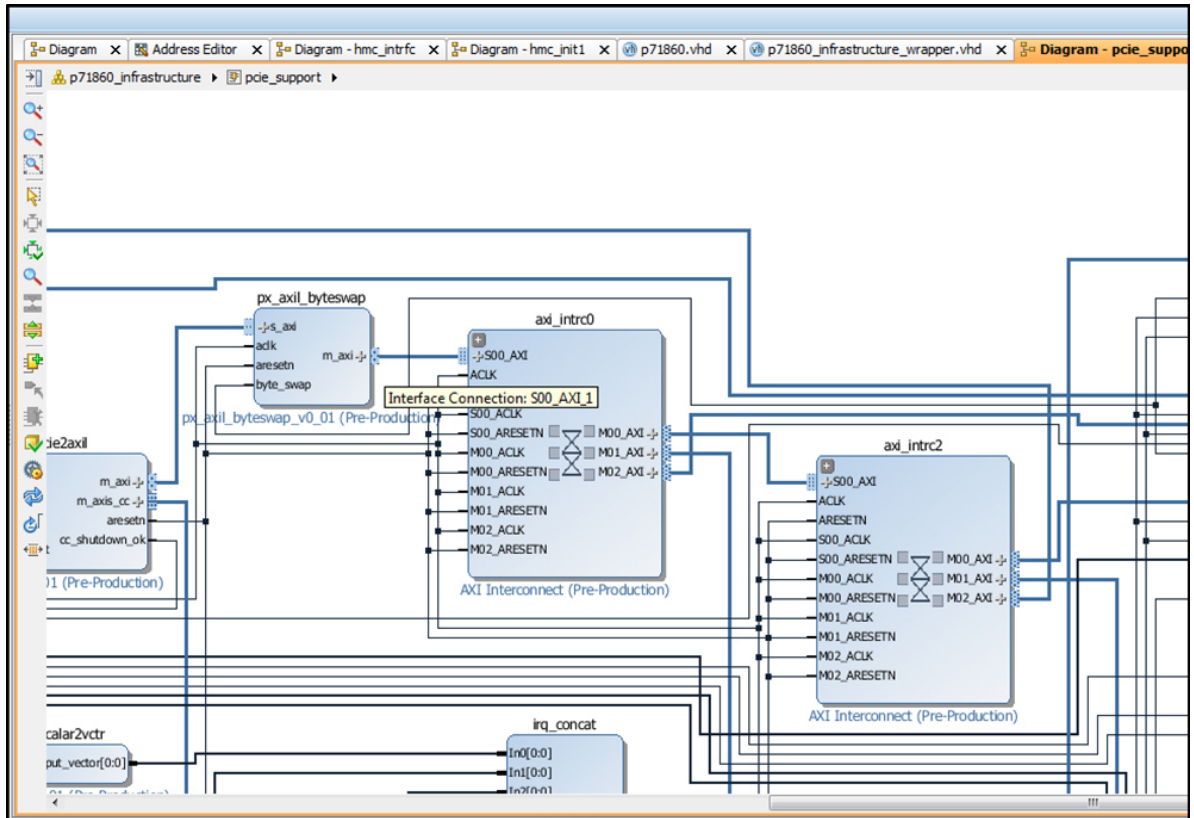 Diagram Address Editor Diagram - hmc_intrfc Diagram - hmc_init1 p71860.vhd p71860_infrastructure_wrapper.vhd Diagram - pcie_suppo
p71860_infrastructure pcie_support
px_axil_byteswap
s_axi
aclk
m_axi
aresetn
byte_swap
px_axil_byteswap_v0_01 (Pre-Production)
axi_intrc0
S00_AXI
ACLK
Interface Connection: S00_AXI_1
S00_ACLK
S00_ARESETN M00_AXI
M00_ACLK M01_AXI
M00_ARESETN M02_AXI
M01_ACLK
M01_ARESETN
M02_ACLK
M02_ARESETN
AXI Interconnect (Pre-Production)
axi_intrc2
S00_AXI
ACLK
ARESETN
S00_ACLK
S00_ARESETN M00_AXI
M00_ACLK M01_AXI
M00_ARESETN M02_AXI
M01_ACLK
M01_ARESETN
M02_ACLK
M02_ARESETN
AXI Interconnect (Pre-Production)
cie2axil
m_axi
m_axis_cc
aresetn
cc_shutdown_ok
01 (Pre-Production)
calar2vctr
put_vector[0:0]
irq_concat
In0[0:0]
In1[0:0]
In2[0:0]